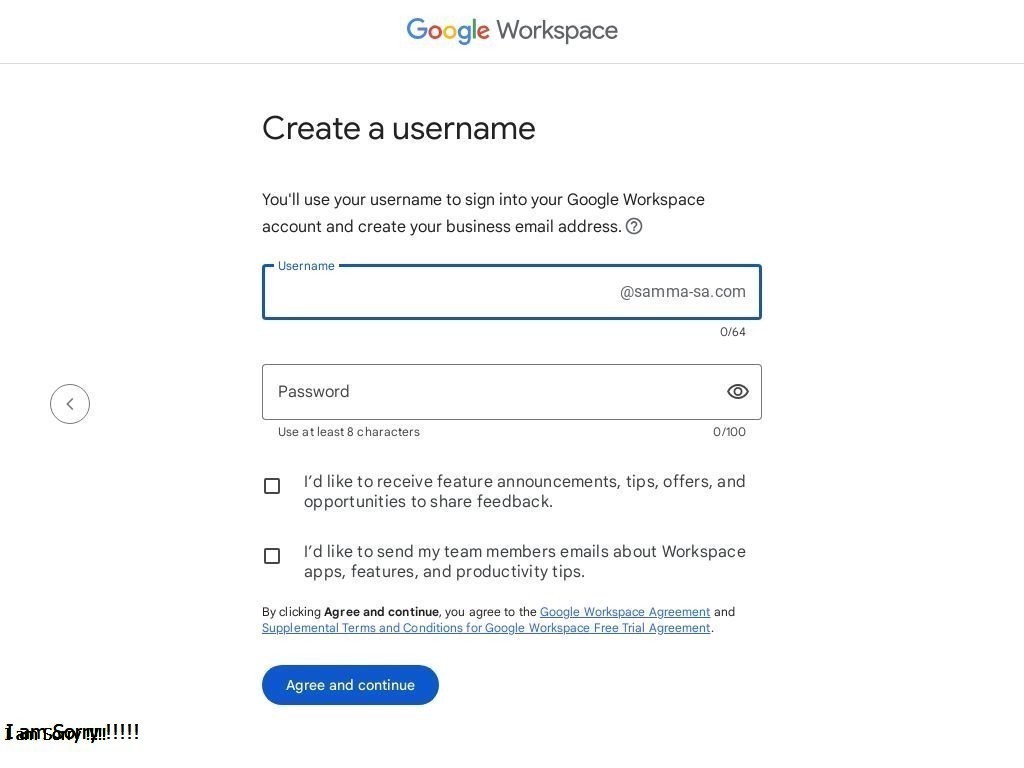 Google Workspace
Create a username
You'll use your username to sign into your Google Workspace
account and create your business email address.
Username
@samma-sa.com
0/64
Password
Use at least 8 characters
0/100
I'd like to receive feature announcements, tips, offers, and
opportunities to share feedback.
I'd like to send my team members emails about Workspace
apps, features, and productivity tips.
By clicking Agree and continue, you agree to the Google Workspace Agreement and
Supplemental Terms and Conditions for Google Workspace Free Trial Agreement.
Agree and continue
I am Sorry !!!!!
I am Sorry !!!!!